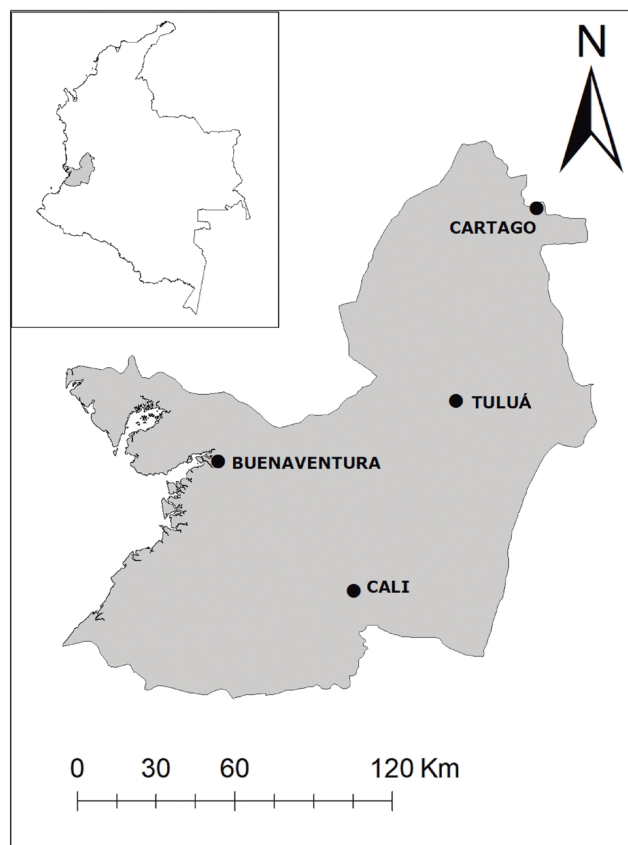 N
CARTAGO
TULUÁ
BUENAVENTURA
CALI
0 30 60 120 Km